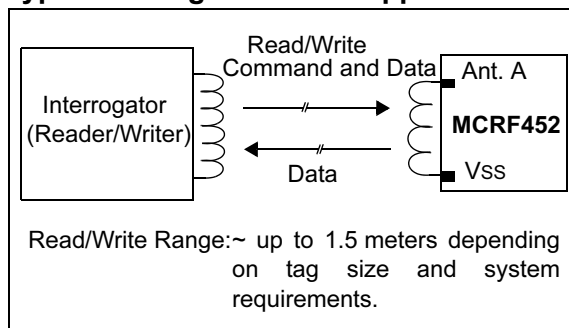 Read/Write
Command and Data
Interrogator
(Reader/Writer)
Ant. A
MCRF452
Data
VSS
Read/Write Range:~ up to 1.5 meters depending
on tag size and system
requirements.